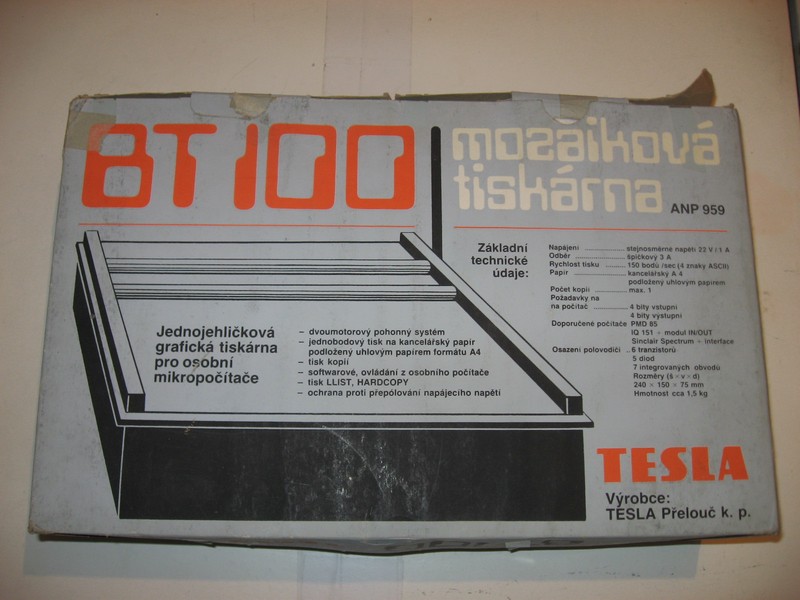 BT100
mozaiková
tiskárna
ANP 959
Základní
technické
údaje:
Napájení ........ stejnosměrné napětí 22 V / 1 A
Odběr ........ špičkový 3 A
Rychlost tisku ........ 150 bodů /sec (4 znaky ASCII)
Papír ........ kancelářský A 4
podložený uhlovým papírem
Počet kopií ........ max. 1
Požadavky na
na počítač ........ 4 bity vstupní
4 bity výstupní
Doporučené počítače PMD 85
IQ 151 + modul IN/OUT
Sinclair Spectrum + interface
Osazení polovodiči .. 6 tranzistorů
5 diod
7 integrovaných obvodů
Rozměry (š × v × d)
240 × 150 × 75 mm
Hmotnost cca 1,5 kg
Jednojehličková
grafická tiskárna
pro osobní
mikropočítače
– dvoumotorový pohonný systém
– jednobodový tisk na kancelářský papír
podložený uhlovým papírem formátu A4
– tisk kopií
– softwarové, ovládání z osobního počítače
– tisk LLIST, HARDCOPY
– ochrana proti přepólování napájecího napětí
TESLA
Výrobce:
TESLA Přelouč k. p.